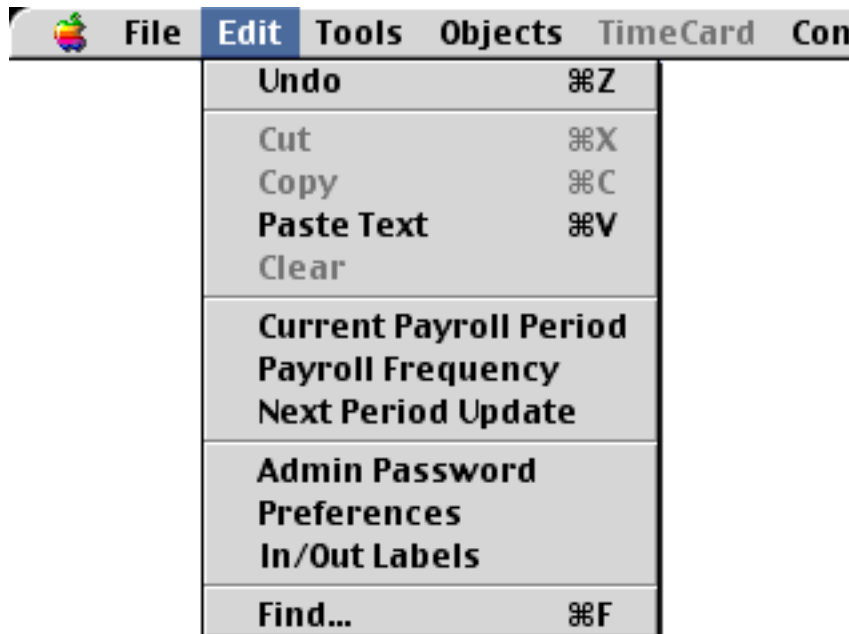 File Edit Tools Objects TimeCard Con
Undo ⌘Z
Cut ⌘X
Copy ⌘C
Paste Text ⌘V
Clear
Current Payroll Period
Payroll Frequency
Next Period Update
Admin Password
Preferences
In/Out Labels
Find... ⌘F